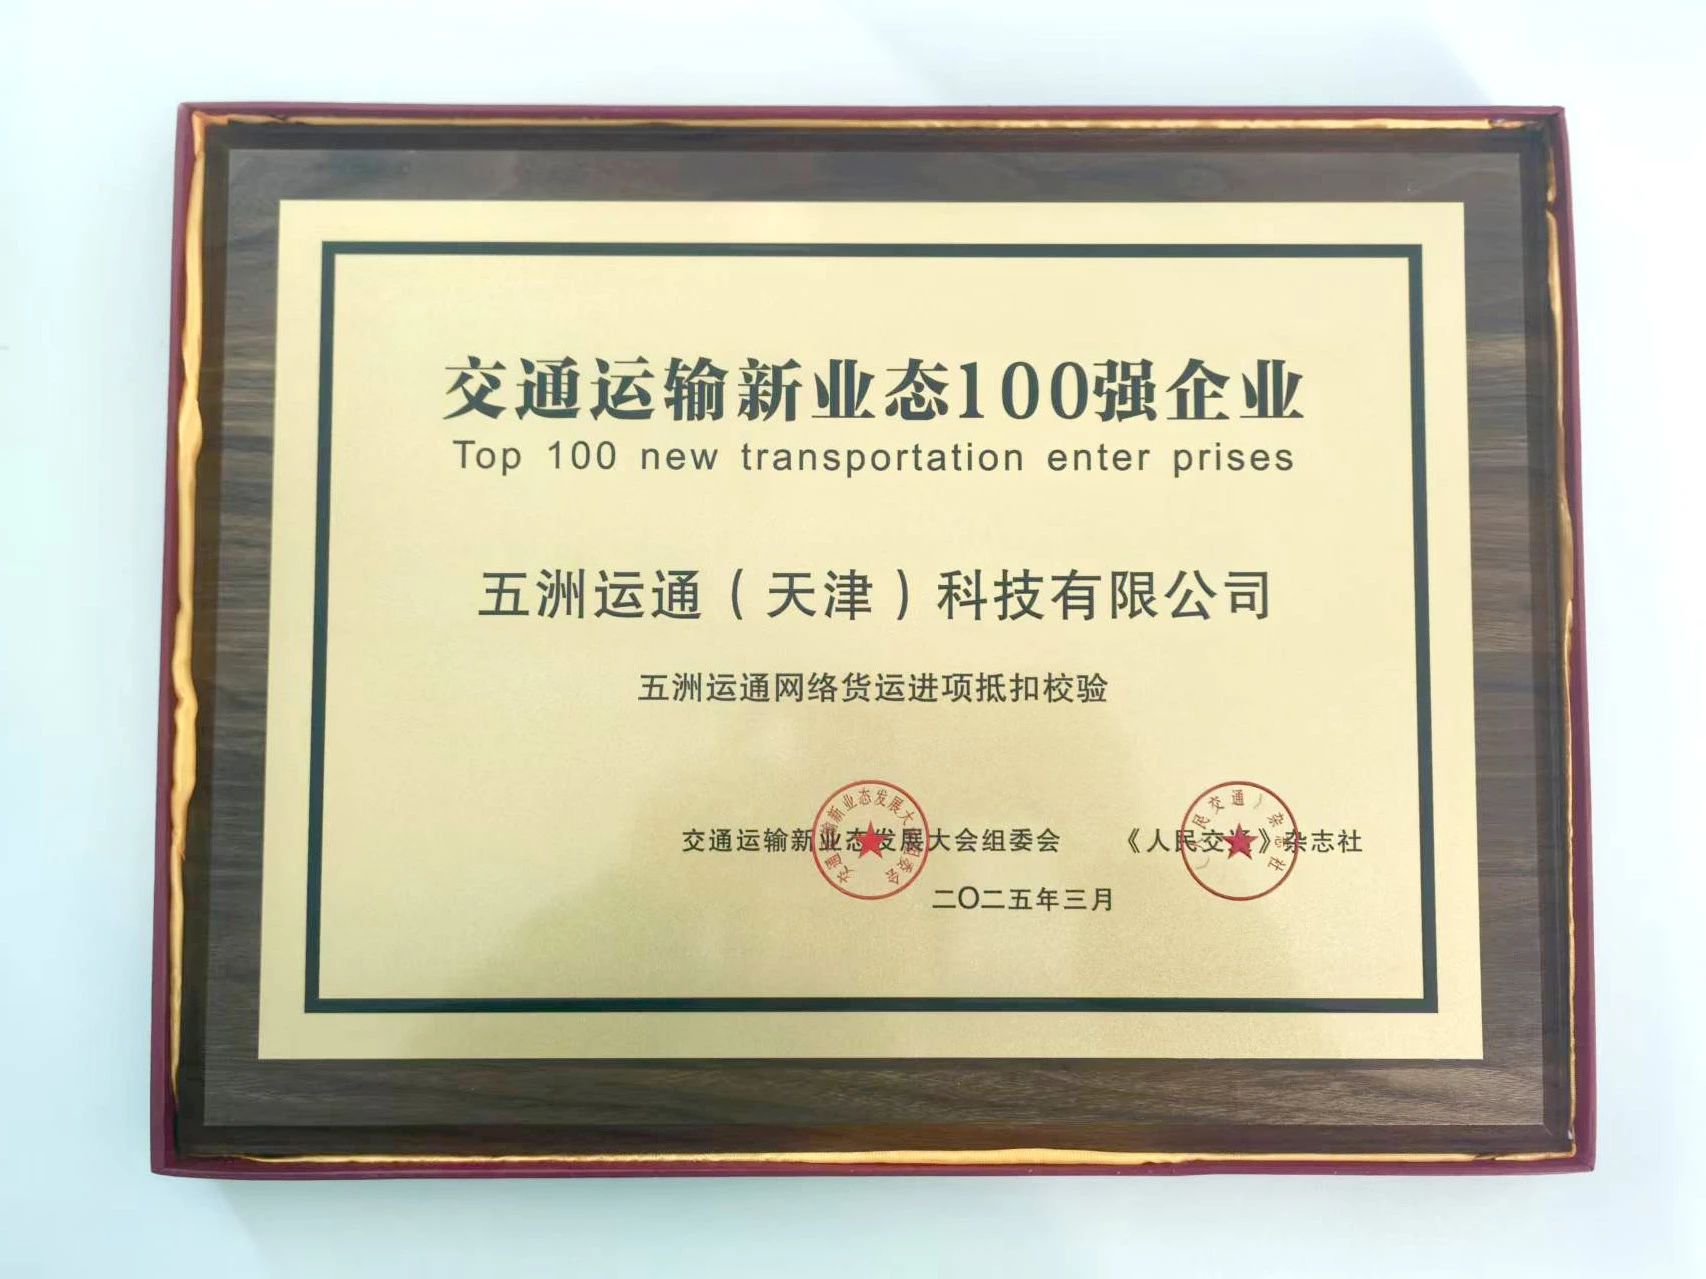 交通运输新业态100强企业
Top 100 new transportation enter prises
五洲运通（天津）科技有限公司
五洲运通网络货运进项抵扣校验
交通运输新业态发展大会组委会 《人民交通》杂志社
二〇二五年三月